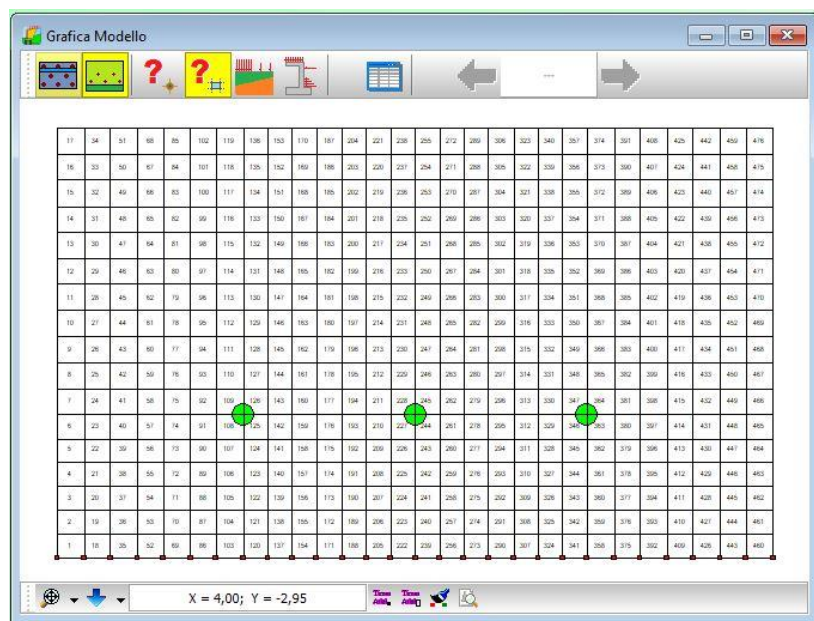 Grafica Modello
? ? ---
17 34 51 68 85 102 119 136 153 170 187 204 221 238 255 272 289 306 323 340 357 374 391 408 425 442 459 476
16 33 50 67 84 101 118 135 152 169 186 203 220 237 254 271 288 305 322 339 356 373 390 407 424 441 458 475
15 32 49 66 83 100 117 134 151 168 185 202 219 236 253 270 287 304 321 338 355 372 389 406 423 440 457 474
14 31 48 65 82 99 116 133 150 167 184 201 218 235 252 269 286 303 320 337 354 371 388 405 422 439 456 473
13 30 47 64 81 98 115 132 149 166 183 200 217 234 251 268 285 302 319 336 353 370 387 404 421 438 455 472
12 29 46 63 80 97 114 131 148 165 182 199 216 233 250 267 284 301 318 335 352 369 386 403 420 437 454 471
11 28 45 62 79 96 113 130 147 164 181 198 215 232 249 266 283 300 317 334 351 368 385 402 419 436 453 470
10 27 44 61 78 95 112 129 146 163 180 197 214 231 248 265 282 299 316 333 350 367 384 401 418 435 452 469
9 26 43 60 77 94 111 128 145 162 179 196 213 230 247 264 281 298 315 332 349 366 383 400 417 434 451 468
8 25 42 59 76 93 110 127 144 161 178 195 212 229 246 263 280 297 314 331 348 365 382 399 416 433 450 467
7 24 41 58 75 92 109 126 143 160 177 194 211 228 245 262 279 296 313 330 347 364 381 398 415 432 449 466
6 23 40 57 74 91 108 125 142 159 176 193 210 227 244 261 278 295 312 329 346 363 380 397 414 431 448 465
5 22 39 56 73 90 107 124 141 158 175 192 209 226 243 260 277 294 311 328 345 362 379 396 413 430 447 464
4 21 38 55 72 89 106 123 140 157 174 191 208 225 242 259 276 293 310 327 344 361 378 395 412 429 446 463
3 20 37 54 71 88 105 122 139 156 173 190 207 224 241 258 275 292 309 326 343 360 377 394 411 428 445 462
2 19 36 53 70 87 104 121 138 155 172 189 206 223 240 257 274 291 308 325 342 359 376 393 410 427 444 461
1 18 35 52 69 86 103 120 137 154 171 188 205 222 239 256 273 290 307 324 341 358 375 392 409 426 443 460
X = 4,00; Y = -2,95